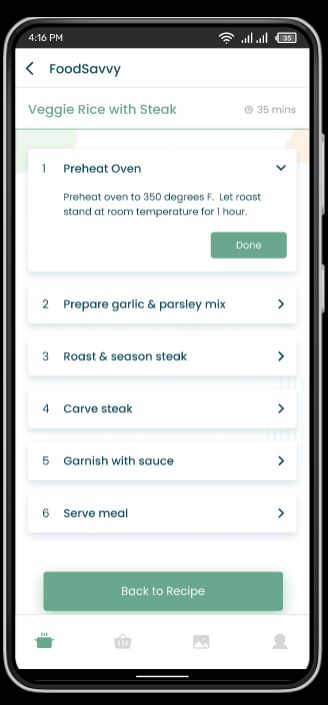 4:16 PM 35
FoodSavvy
Veggie Rice with Steak 35 mins
1 Preheat Oven
Preheat oven to 350 degrees F. Let roast
stand at room temperature for 1 hour.
Done
2 Prepare garlic & parsley mix
3 Roast & season steak
4 Carve steak
5 Garnish with sauce
6 Serve meal
Back to Recipe